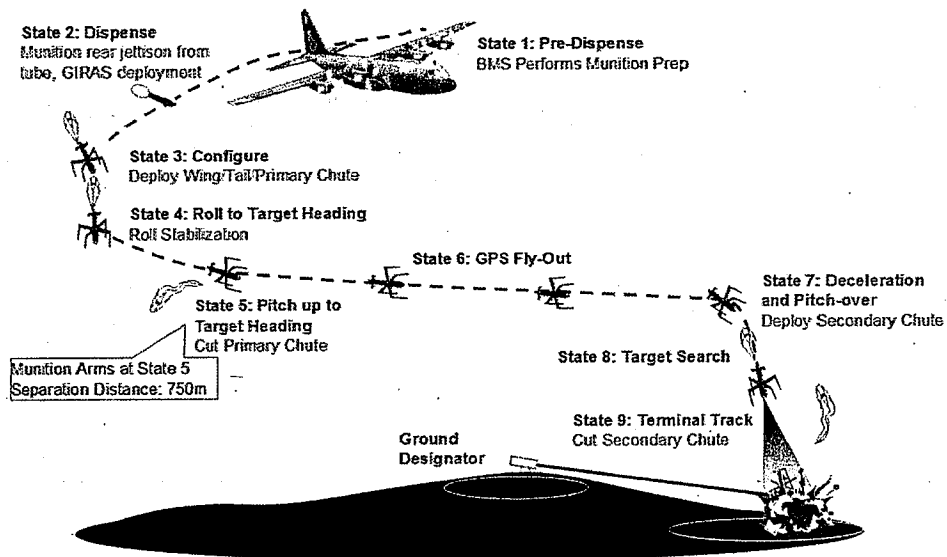 State 2: Dispense
Munition rear jettison from
tube, GIRAS deployment
State 1: Pre-Dispense
BMS Performs Munition Prep
State 3: Configure
Deploy Wing/Tail/Primary Chute
State 4: Roll to Target Heading
Roll Stabilization
State 6: GPS Fly-Out
State 5: Pitch up to
Target Heading
Cut Primary Chute
State 7: Deceleration
and Pitch-over
Deploy Secondary Chute
Munition Arms at State 5
Separation Distance: 750m
State 8: Target Search
State 9: Terminal Track
Cut Secondary Chute
Ground
Designator